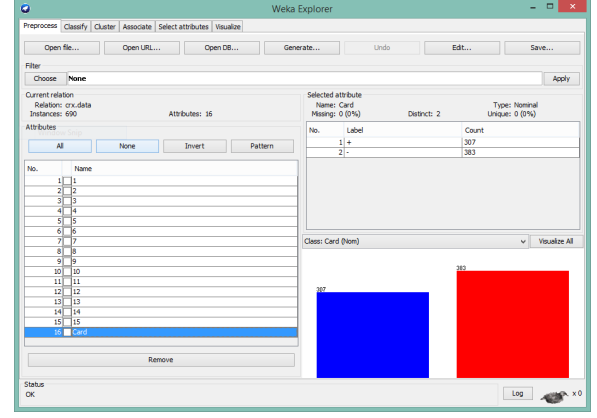 Weka Explorer
Preprocess Classify Cluster Associate Select attributes Visualize
Open file... Open URL... Open DB... Generate... Undo Edit... Save...
Filter
Choose None Apply
Current relation
Relation: crx.data
Instances: 690 Attributes: 16
Selected attribute
Name: Card Type: Nominal
Missing: 0 (0%) Distinct: 2 Unique: 0 (0%)
Attributes
All None Invert Pattern
No. Name
1 1
2 2
3 3
4 4
5 5
6 6
7 7
8 8
9 9
10 10
11 11
12 12
13 13
14 14
15 15
16 Card
Remove
No. Label Count
1 + 307
2 - 383
Class: Card (Nom) Visualize All
307
383
Status
OK Log x 0